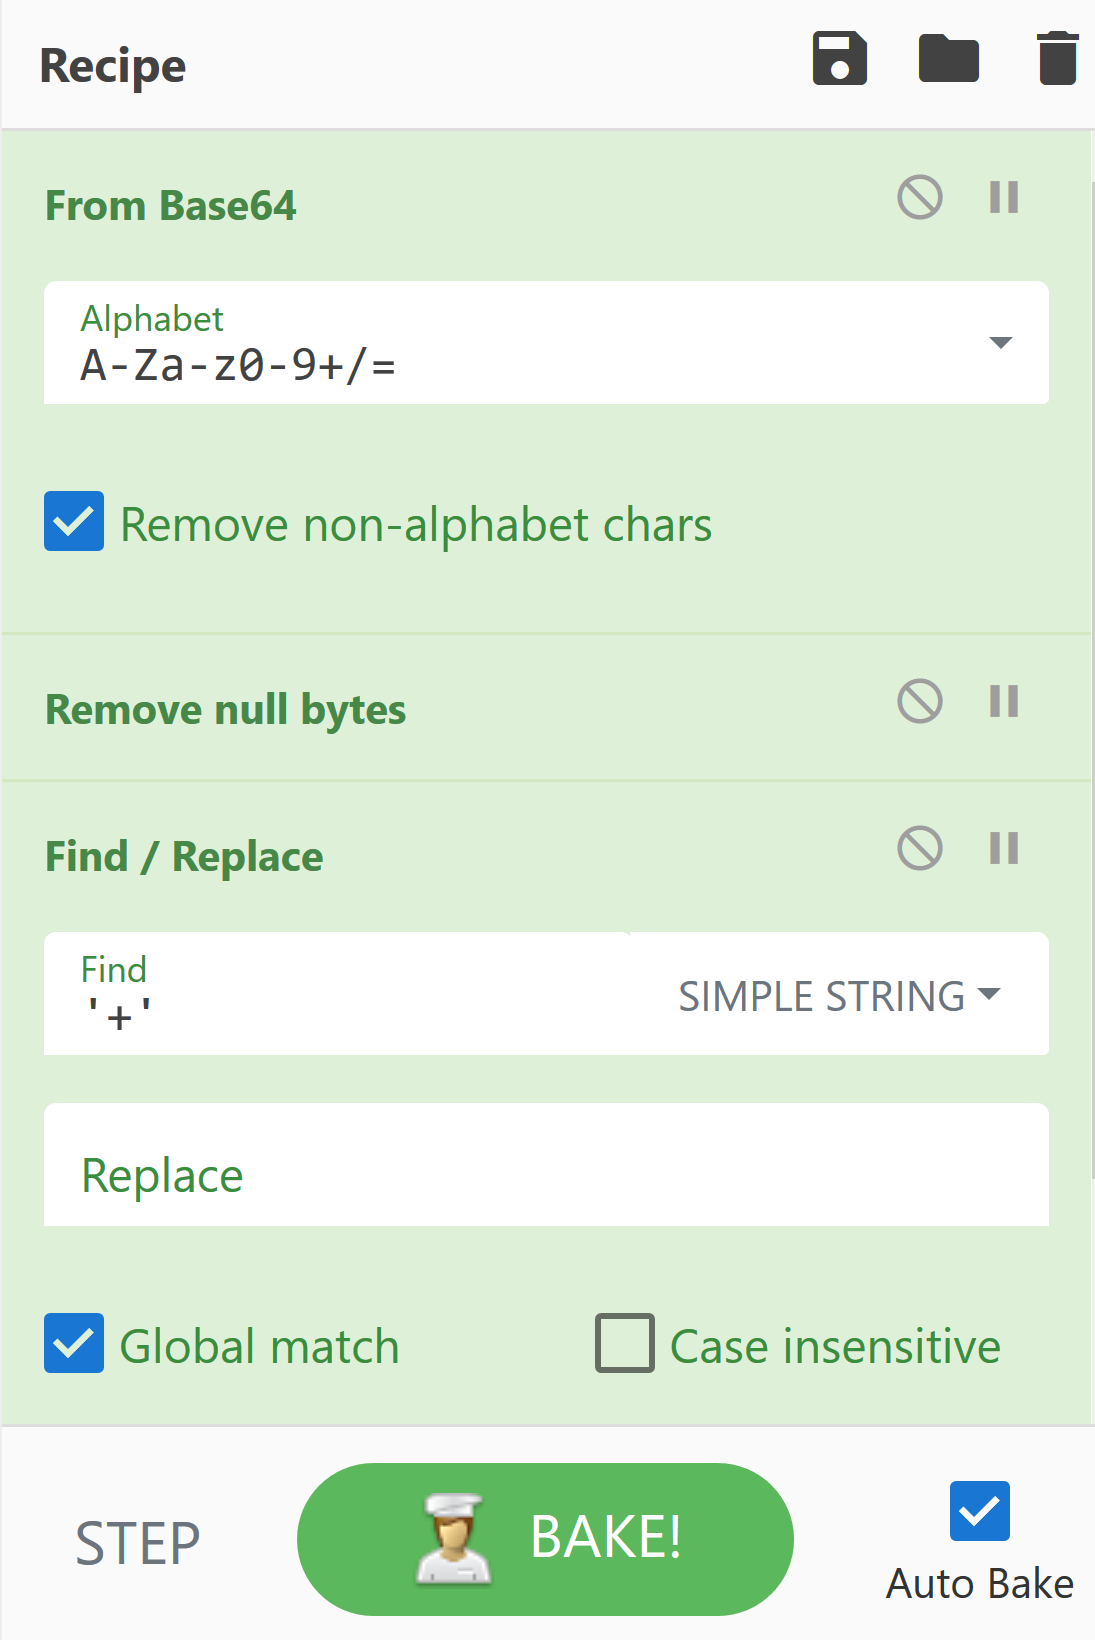 Recipe
From Base64
Alphabet
A-Za-z0-9+/=
Remove non-alphabet chars
Remove null bytes
Find / Replace
Find
'+'
SIMPLE STRING
Replace
Global match
Case insensitive
STEP
BAKE!
Auto Bake